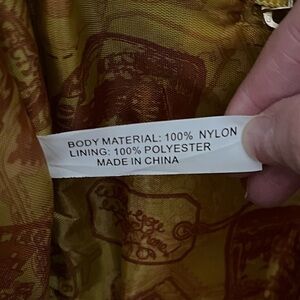 BODY MATERIAL: 100% NYLON
LINING: 100% POLYESTER
MADE IN CHINA